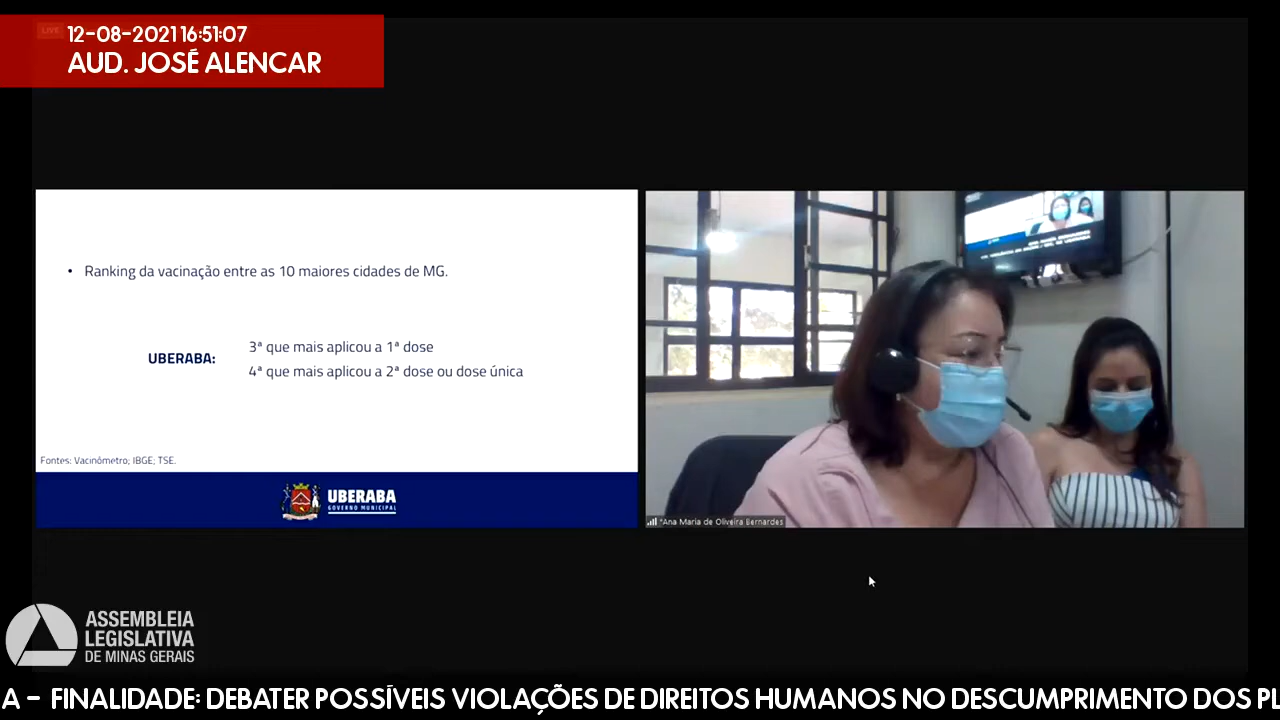 LIVE
12-08-2021 16:51:07
AUD. JOSÉ ALENCAR
• Ranking da vacinação entre as 10 maiores cidades de MG.
UBERABA:
3ª que mais aplicou a 1ª dose
4ª que mais aplicou a 2ª dose ou dose única
Fontes: Vacinômetro; IBGE; TSE.
UBERABA
GOVERNO MUNICIPAL
*Ana Maria de Oliveira Bernardes
ASSEMBLEIA
LEGISLATIVA
DE MINAS GERAIS
A - FINALIDADE: DEBATER POSSÍVEIS VIOLAÇÕES DE DIREITOS HUMANOS NO DESCUMPRIMENTO DOS PL